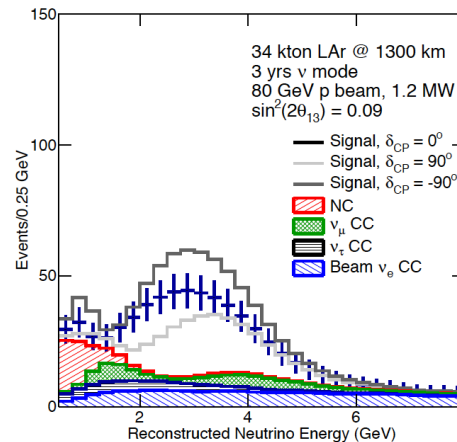 150
100
50
0
Events/0.25 GeV
34 kton LAr @ 1300 km
3 yrs ν mode
80 GeV p beam, 1.2 MW
sin²(2θ₁₃) = 0.09
Signal, δCP = 0°
Signal, δCP = 90°
Signal, δCP = -90°
NC
νμ CC
ντ CC
Beam νe CC
2 4 6
Reconstructed Neutrino Energy (GeV)